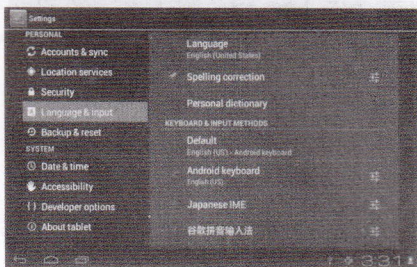 Settings
PERSONAL
Accounts & sync
Location services
Security
Language & input
Backup & reset
SYSTEM
Date & time
Accessibility
Developer options
About tablet
Language
English (United States)
Spelling correction
Personal dictionary
KEYBOARD & INPUT METHODS
Default
English (US) - Android keyboard
Android keyboard
English (US)
Japanese IME
谷歌拼音输入法
3:31